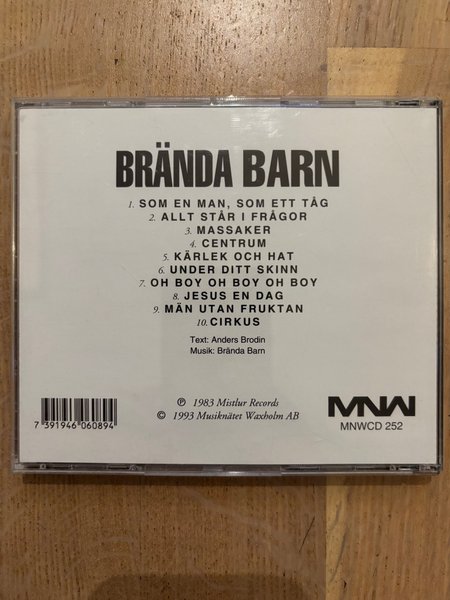 BRÄNDA BARN
1. SOM EN MAN, SOM ETT TÅG
2. ALLT STÅR I FRÅGOR
3. MASSAKER
4. CENTRUM
5. KÄRLEK OCH HAT
6. UNDER DITT SKINN
7. OH BOY OH BOY OH BOY
8. JESUS EN DAG
9. MÄN UTAN FRUKTAN
10. CIRKUS
Text: Anders Brodin
Musik: Brända Barn
℗ 1983 Mistlur Records
© 1993 Musiknätet Waxholm AB
7 391946 060894
MNW
MNWCD 252